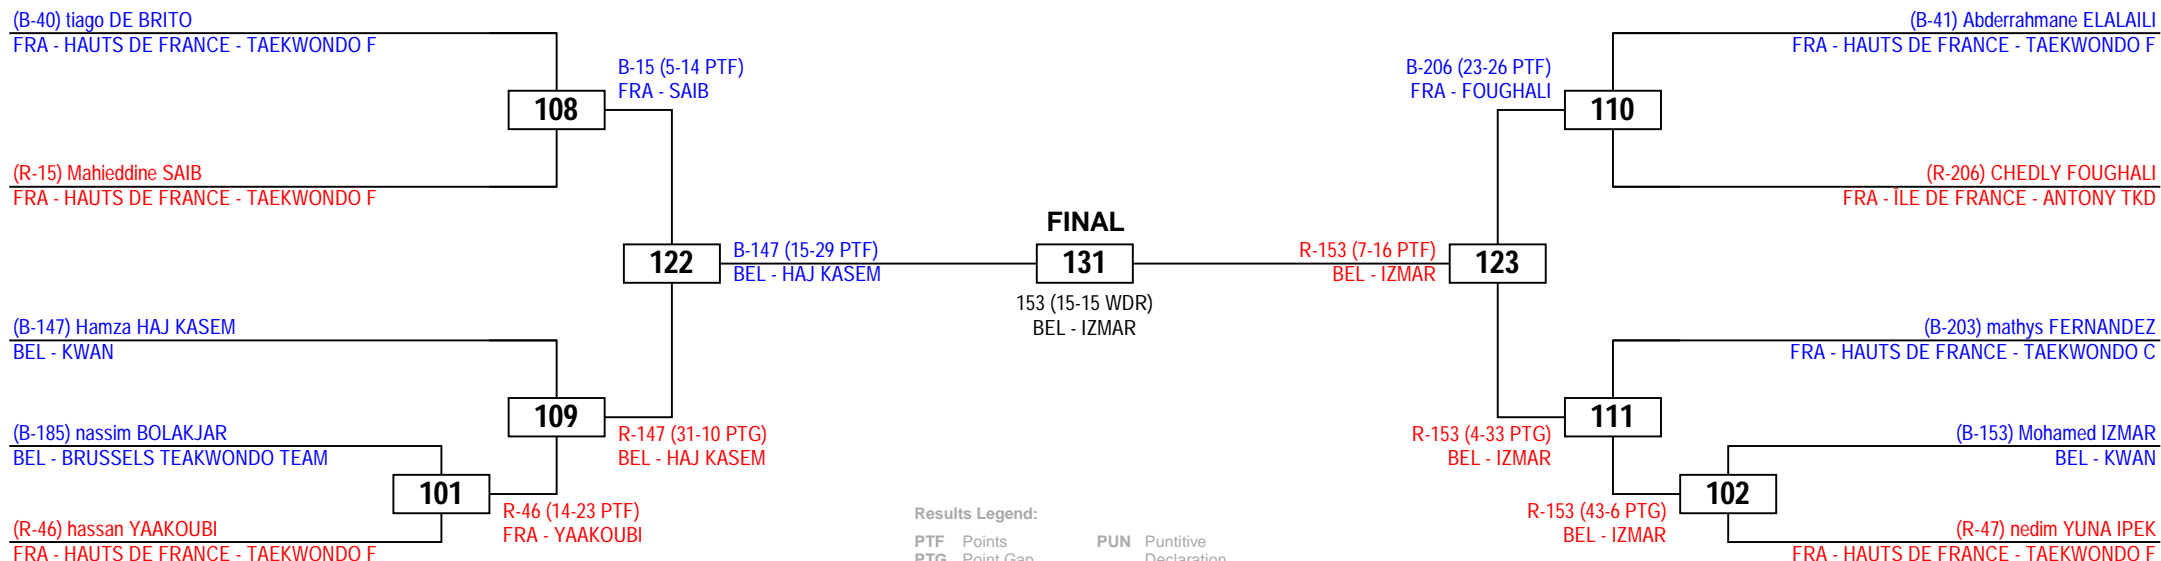 (B-40) tiago DE BRITO
FRA - HAUTS DE FRANCE - TAEKWONDO F
108
B-15 (5-14 PTF)
FRA - SAIB
(R-15) Mahieddine SAIB
FRA - HAUTS DE FRANCE - TAEKWONDO F
122
B-147 (15-29 PTF)
BEL - HAJ KASEM
(B-147) Hamza HAJ KASEM
BEL - KWAN
109
R-147 (31-10 PTG)
BEL - HAJ KASEM
(B-185) nassim BOLAKJAR
BEL - BRUSSELS TEAKWONDO TEAM
101
R-46 (14-23 PTF)
FRA - YAAKOUBI
(R-46) hassan YAAKOUBI
FRA - HAUTS DE FRANCE - TAEKWONDO F
FINAL
131
153 (15-15 WDR)
BEL - IZMAR
(B-41) Abderrahmane ELALAILI
FRA - HAUTS DE FRANCE - TAEKWONDO F
B-206 (23-26 PTF)
FRA - FOUGHALI
110
(R-206) CHEDLY FOUGHALI
FRA - ÎLE DE FRANCE - ANTONY TKD
R-153 (7-16 PTF)
BEL - IZMAR
123
(B-203) mathys FERNANDEZ
FRA - HAUTS DE FRANCE - TAEKWONDO C
111
R-153 (4-33 PTG)
BEL - IZMAR
(B-153) Mohamed IZMAR
BEL - KWAN
102
R-153 (43-6 PTG)
BEL - IZMAR
(R-47) nedim YUNA IPEK
FRA - HAUTS DE FRANCE - TAEKWONDO F
Results Legend:
PTF Points PUN Puntitive
PTG Point Gap Declaration